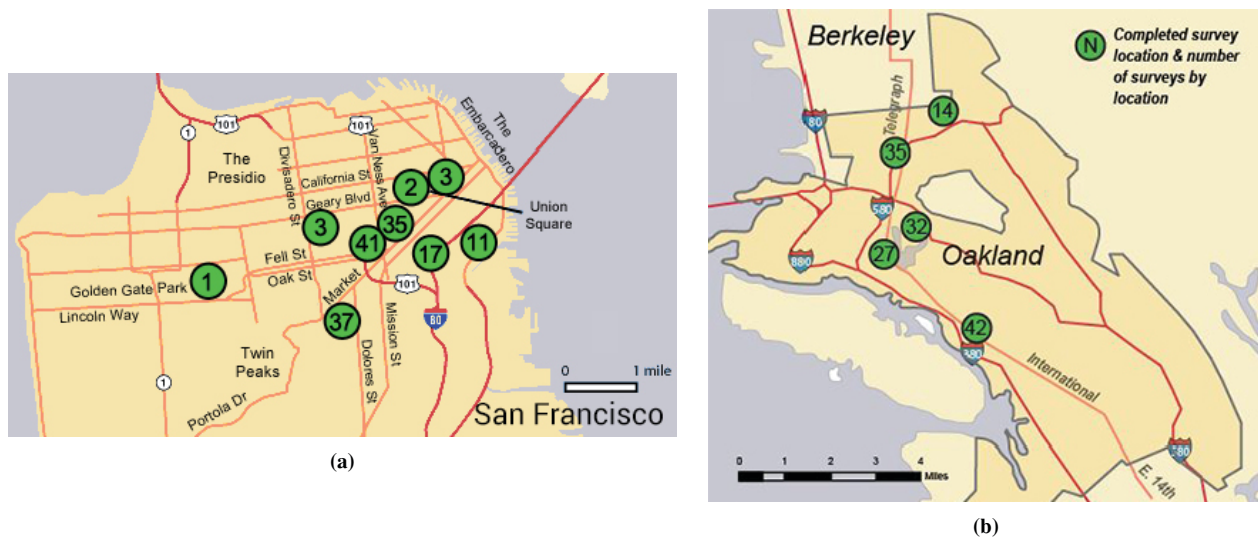 The
Embarcadero
1
101
101
The
Presidio
Divisadero St
Van Ness Ave
California St
Geary Blvd
3
2
Union
Square
3
35
41
17
11
Fell St
Oak St
Golden Gate Park
1
Lincoln Way
Market
101
80
37
Mission St
Dolores St
Twin
Peaks
1
Portola Dr
0
1 mile
San Francisco
(a)
Berkeley
N
Completed survey
location & number
of surveys by
location
80
Telegraph
14
35
580
32
27
Oakland
880
42
International
E. 14th
0
1
2
3
4
Miles
(b)